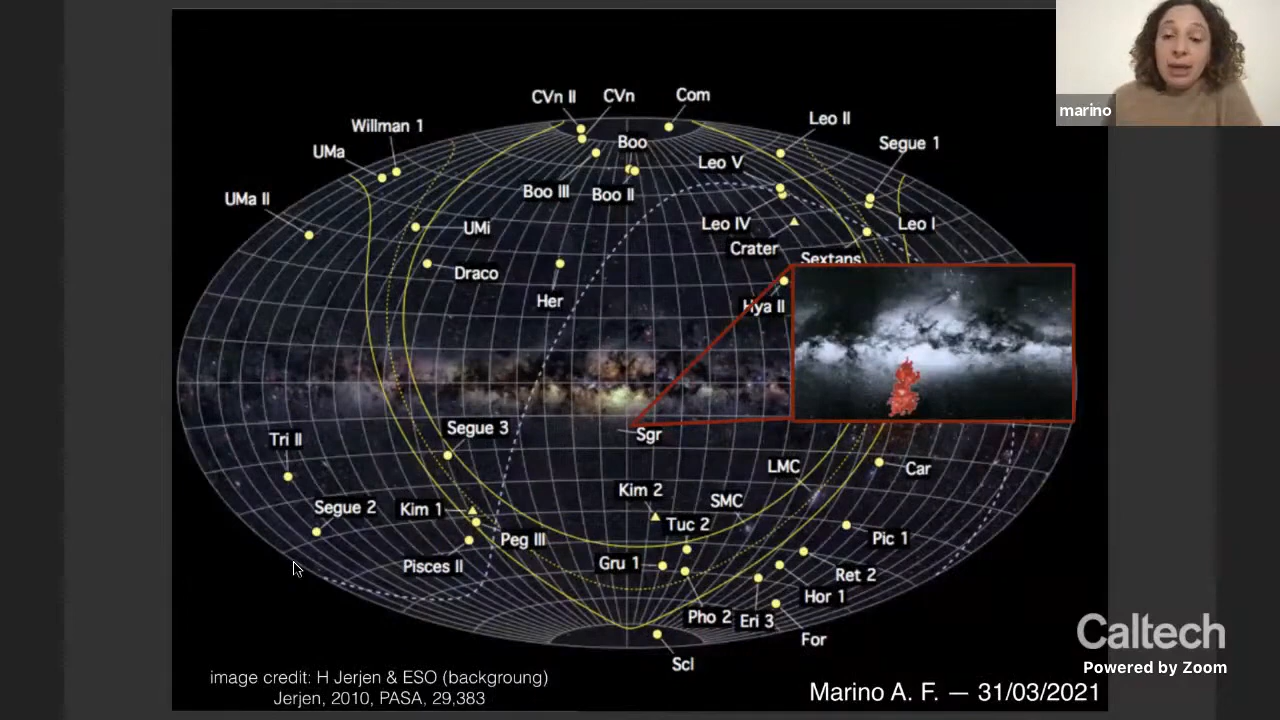 marino
CVn II
CVn
Com
Willman 1
Leo II
UMa
Boo
Segue 1
Leo V
UMa II
Boo III
Boo II
UMi
Leo IV
Leo I
Crater
Sextans
Draco
Her
Hya II
Segue 3
Sgr
Tri II
LMC
Car
Kim 2
SMC
Segue 2
Kim 1
Tuc 2
Peg III
Pic 1
Pisces II
Gru 1
Ret 2
Hor 1
Pho 2
Eri 3
For
Scl
Caltech
Powered by Zoom
image credit: H Jerjen & ESO (background)
Jerjen, 2010, PASA, 29,383
Marino A. F. — 31/03/2021